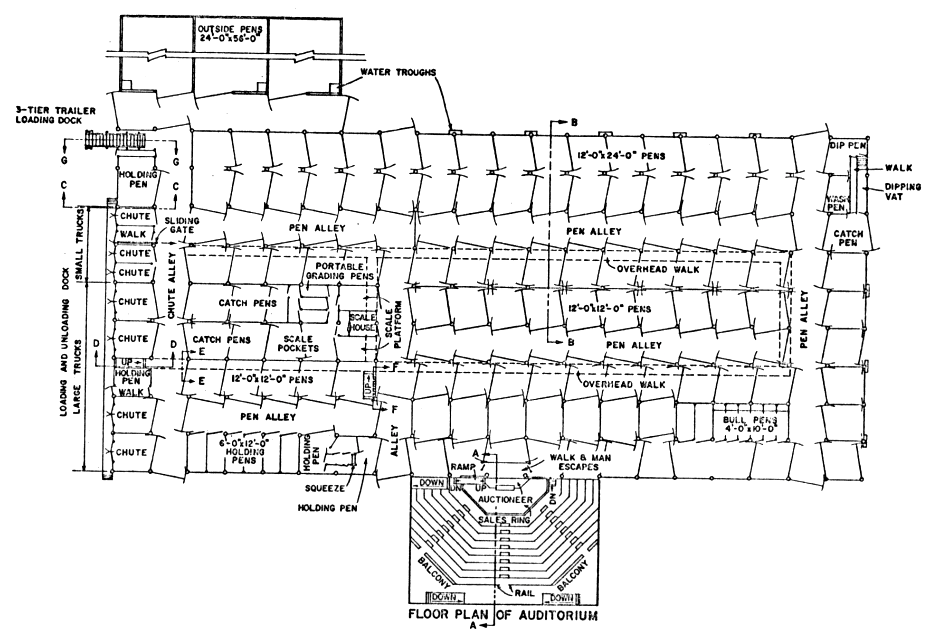 OUTSIDE PENS
24'-0"x56'-0"
WATER TROUGHS
3-TIER TRAILER
LOADING DOCK
B
G
G
12'-0"x24'-0" PENS
DIP PEN
WALK
HOLDING
PEN
C
C
DIPPING
VAT
WASH
PEN
CHUTE
SLIDING
GATE
WALK
PEN ALLEY
PEN ALLEY
CATCH
PEN
CHUTE
CHUTE
PORTABLE
GRADING PENS
OVERHEAD WALK
LOADING AND UNLOADING DOCK
SMALL TRUCKS
LARGE TRUCKS
CHUTE ALLEY
CHUTE
CATCH PENS
SCALE
HOUSE
SCALE
PLATFORM
12'-0"x12'-0" PENS
PEN ALLEY
CHUTE
CATCH PENS
SCALE
POCKETS
PEN ALLEY
B
D
D
E
UP
HOLDING
PEN
E
12'-0"x12'-0" PENS
UP
F
OVERHEAD WALK
WALK
CHUTE
PEN ALLEY
F
BULL PENS
4'-0"x10'-0"
CHUTE
6'-0"x12'-0"
HOLDING
PENS
HOLDING
PEN
ALLEY
SQUEEZE
HOLDING PEN
A
RAMP
WALK & MAN
ESCAPES
DOWN
DN
UP
DN
AUCTIONEER
SALES RING
BALCONY
BALCONY
RAIL
DOWN
DOWN
FLOOR PLAN OF AUDITORIUM
A